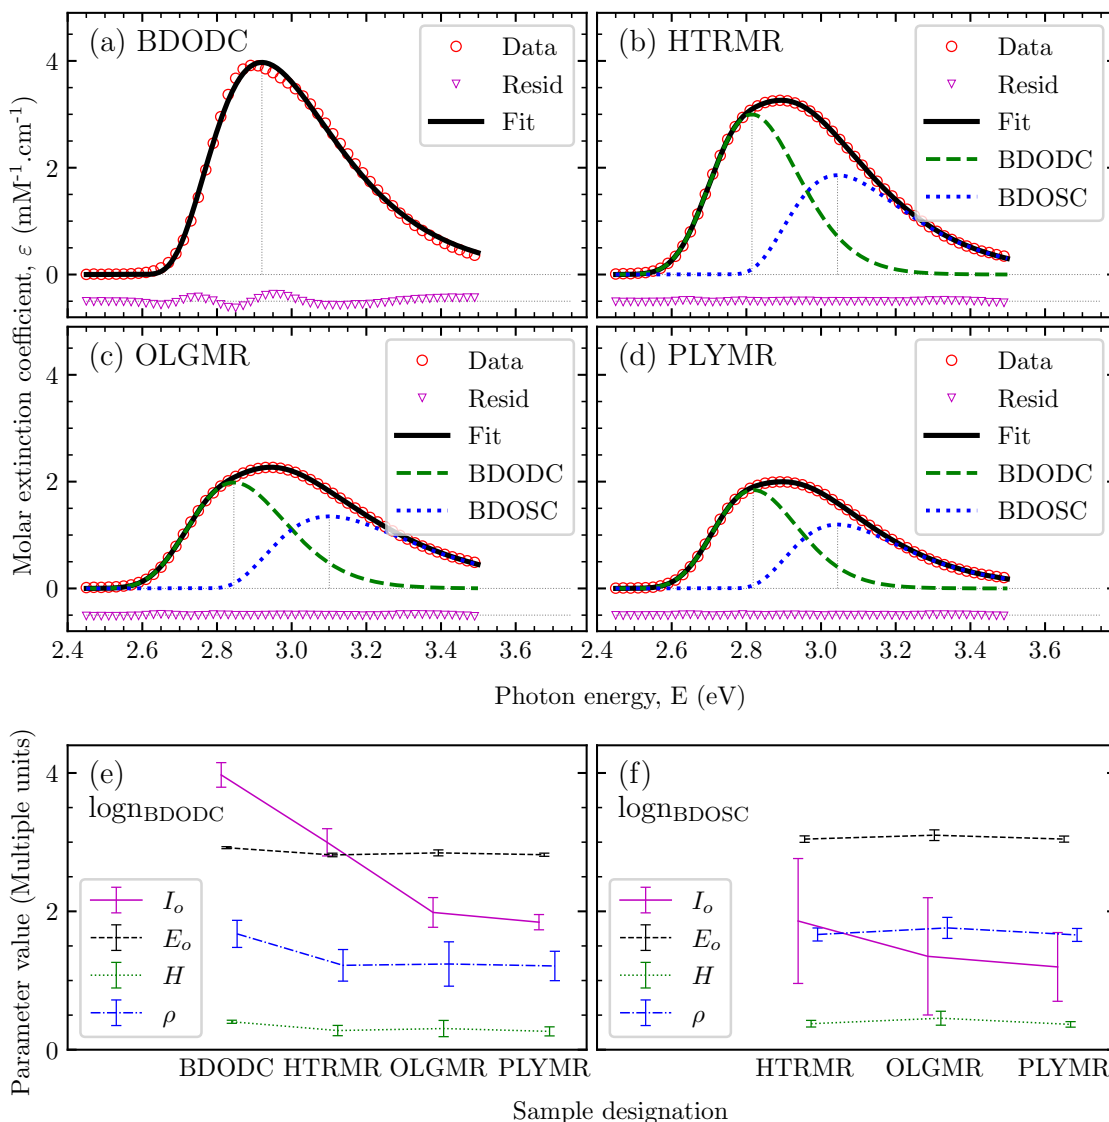 Molar extinction coefficient, ε (mM⁻¹.cm⁻¹)
(a) BDODC
Data
Resid
Fit
4
2
0
(b) HTRMR
Data
Resid
Fit
BDODC
BDOSC
(c) OLGMR
Data
Resid
Fit
BDODC
BDOSC
4
2
0
2.4 2.6 2.8 3.0 3.2 3.4 3.6
(d) PLYMR
Data
Resid
Fit
BDODC
BDOSC
2.4 2.6 2.8 3.0 3.2 3.4 3.6
Photon energy, E (eV)
Parameter value (Multiple units)
(e)
lognBDODC
4
2
0
Iₒ
Eₒ
H
ρ
BDODC HTRMR OLGMR PLYMR
(f)
lognBDOSC
Iₒ
Eₒ
H
ρ
HTRMR OLGMR PLYMR
Sample designation